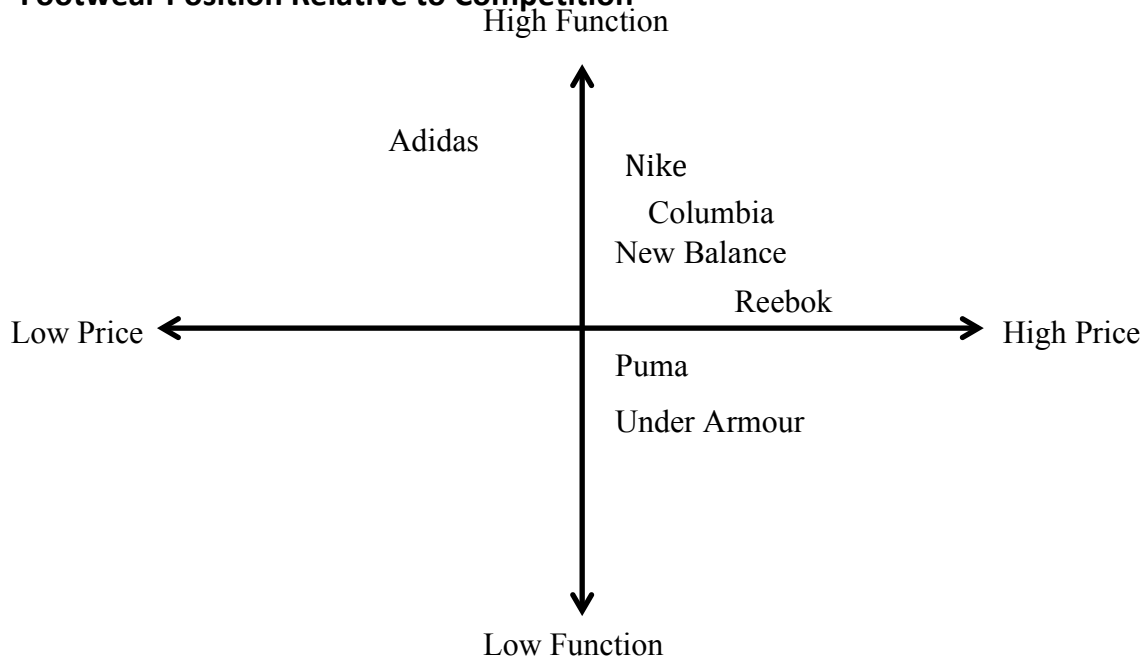 Footwear Position Relative to Competition
High Function
Adidas
Nike
Columbia
New Balance
Reebok
Low Price
High Price
Puma
Under Armour
Low Function